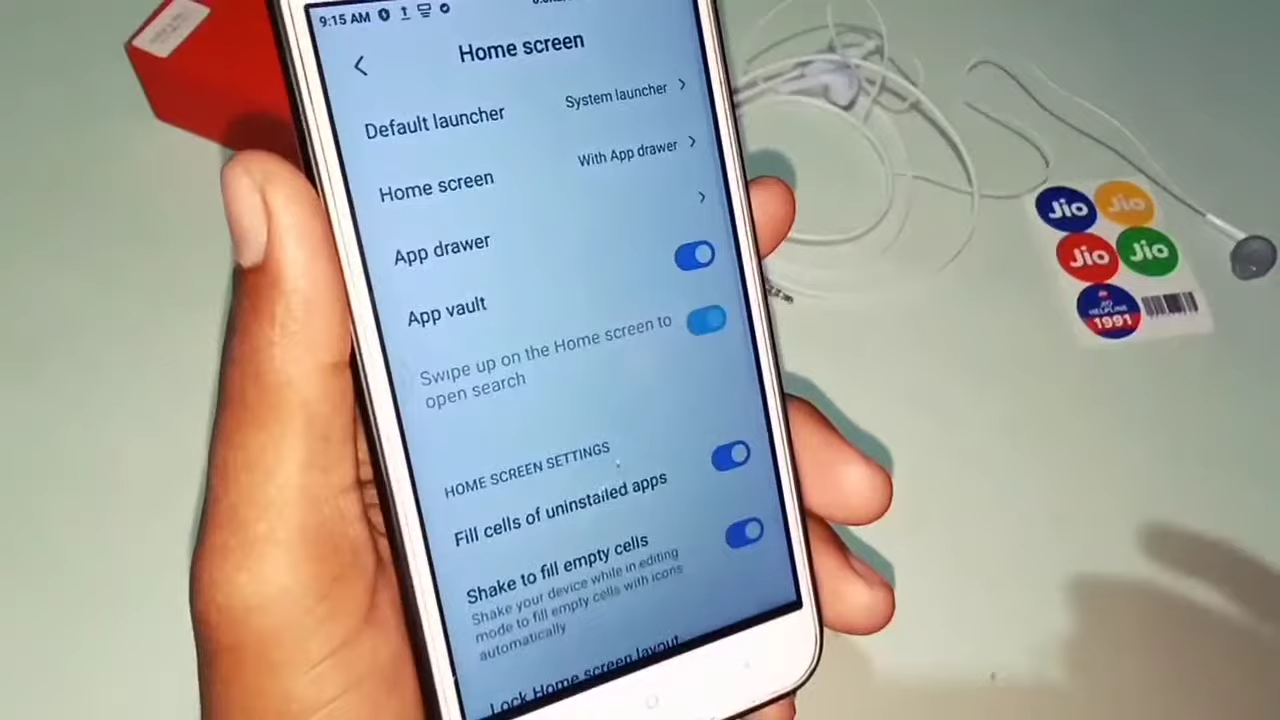 9:15 AM
Home screen
Default launcher
System launcher
Home screen
With App drawer
App drawer
App vault
Swipe up on the Home screen to
open search
HOME SCREEN SETTINGS
Fill cells of uninstalled apps
Shake to fill empty cells
Shake your device while in editing
mode to fill empty cells with icons
automatically
Lock Home screen layout
Jio
Jio
Jio
Jio
JIO
HELPLINE
1991